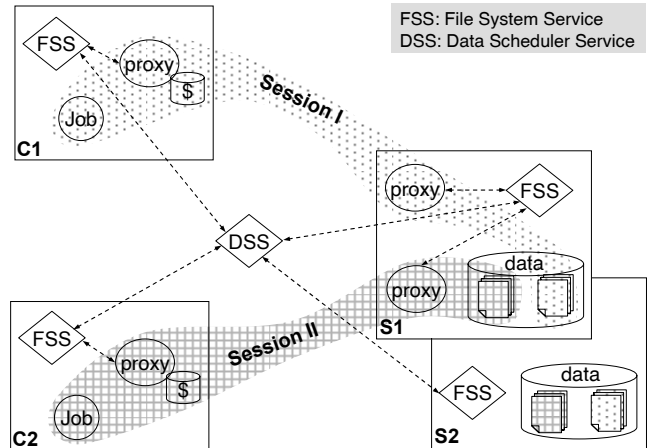 FSS: File System Service
DSS: Data Scheduler Service
FSS
proxy
$
Job
C1
Session I
proxy
FSS
DSS
data
proxy
S1
FSS
proxy
$
Job
C2
Session II
FSS
data
S2